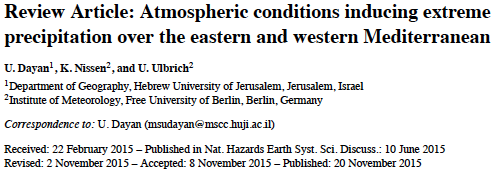 Review Article: Atmospheric conditions inducing extreme
precipitation over the eastern and western Mediterranean
U. Dayan¹, K. Nissen², and U. Ulbrich²
¹Department of Geography, Hebrew University of Jerusalem, Jerusalem, Israel
²Institute of Meteorology, Free University of Berlin, Berlin, Germany
Correspondence to: U. Dayan (msudayan@mscc.huji.ac.il)
Received: 22 February 2015 – Published in Nat. Hazards Earth Syst. Sci. Discuss.: 10 June 2015
Revised: 2 November 2015 – Accepted: 8 November 2015 – Published: 20 November 2015